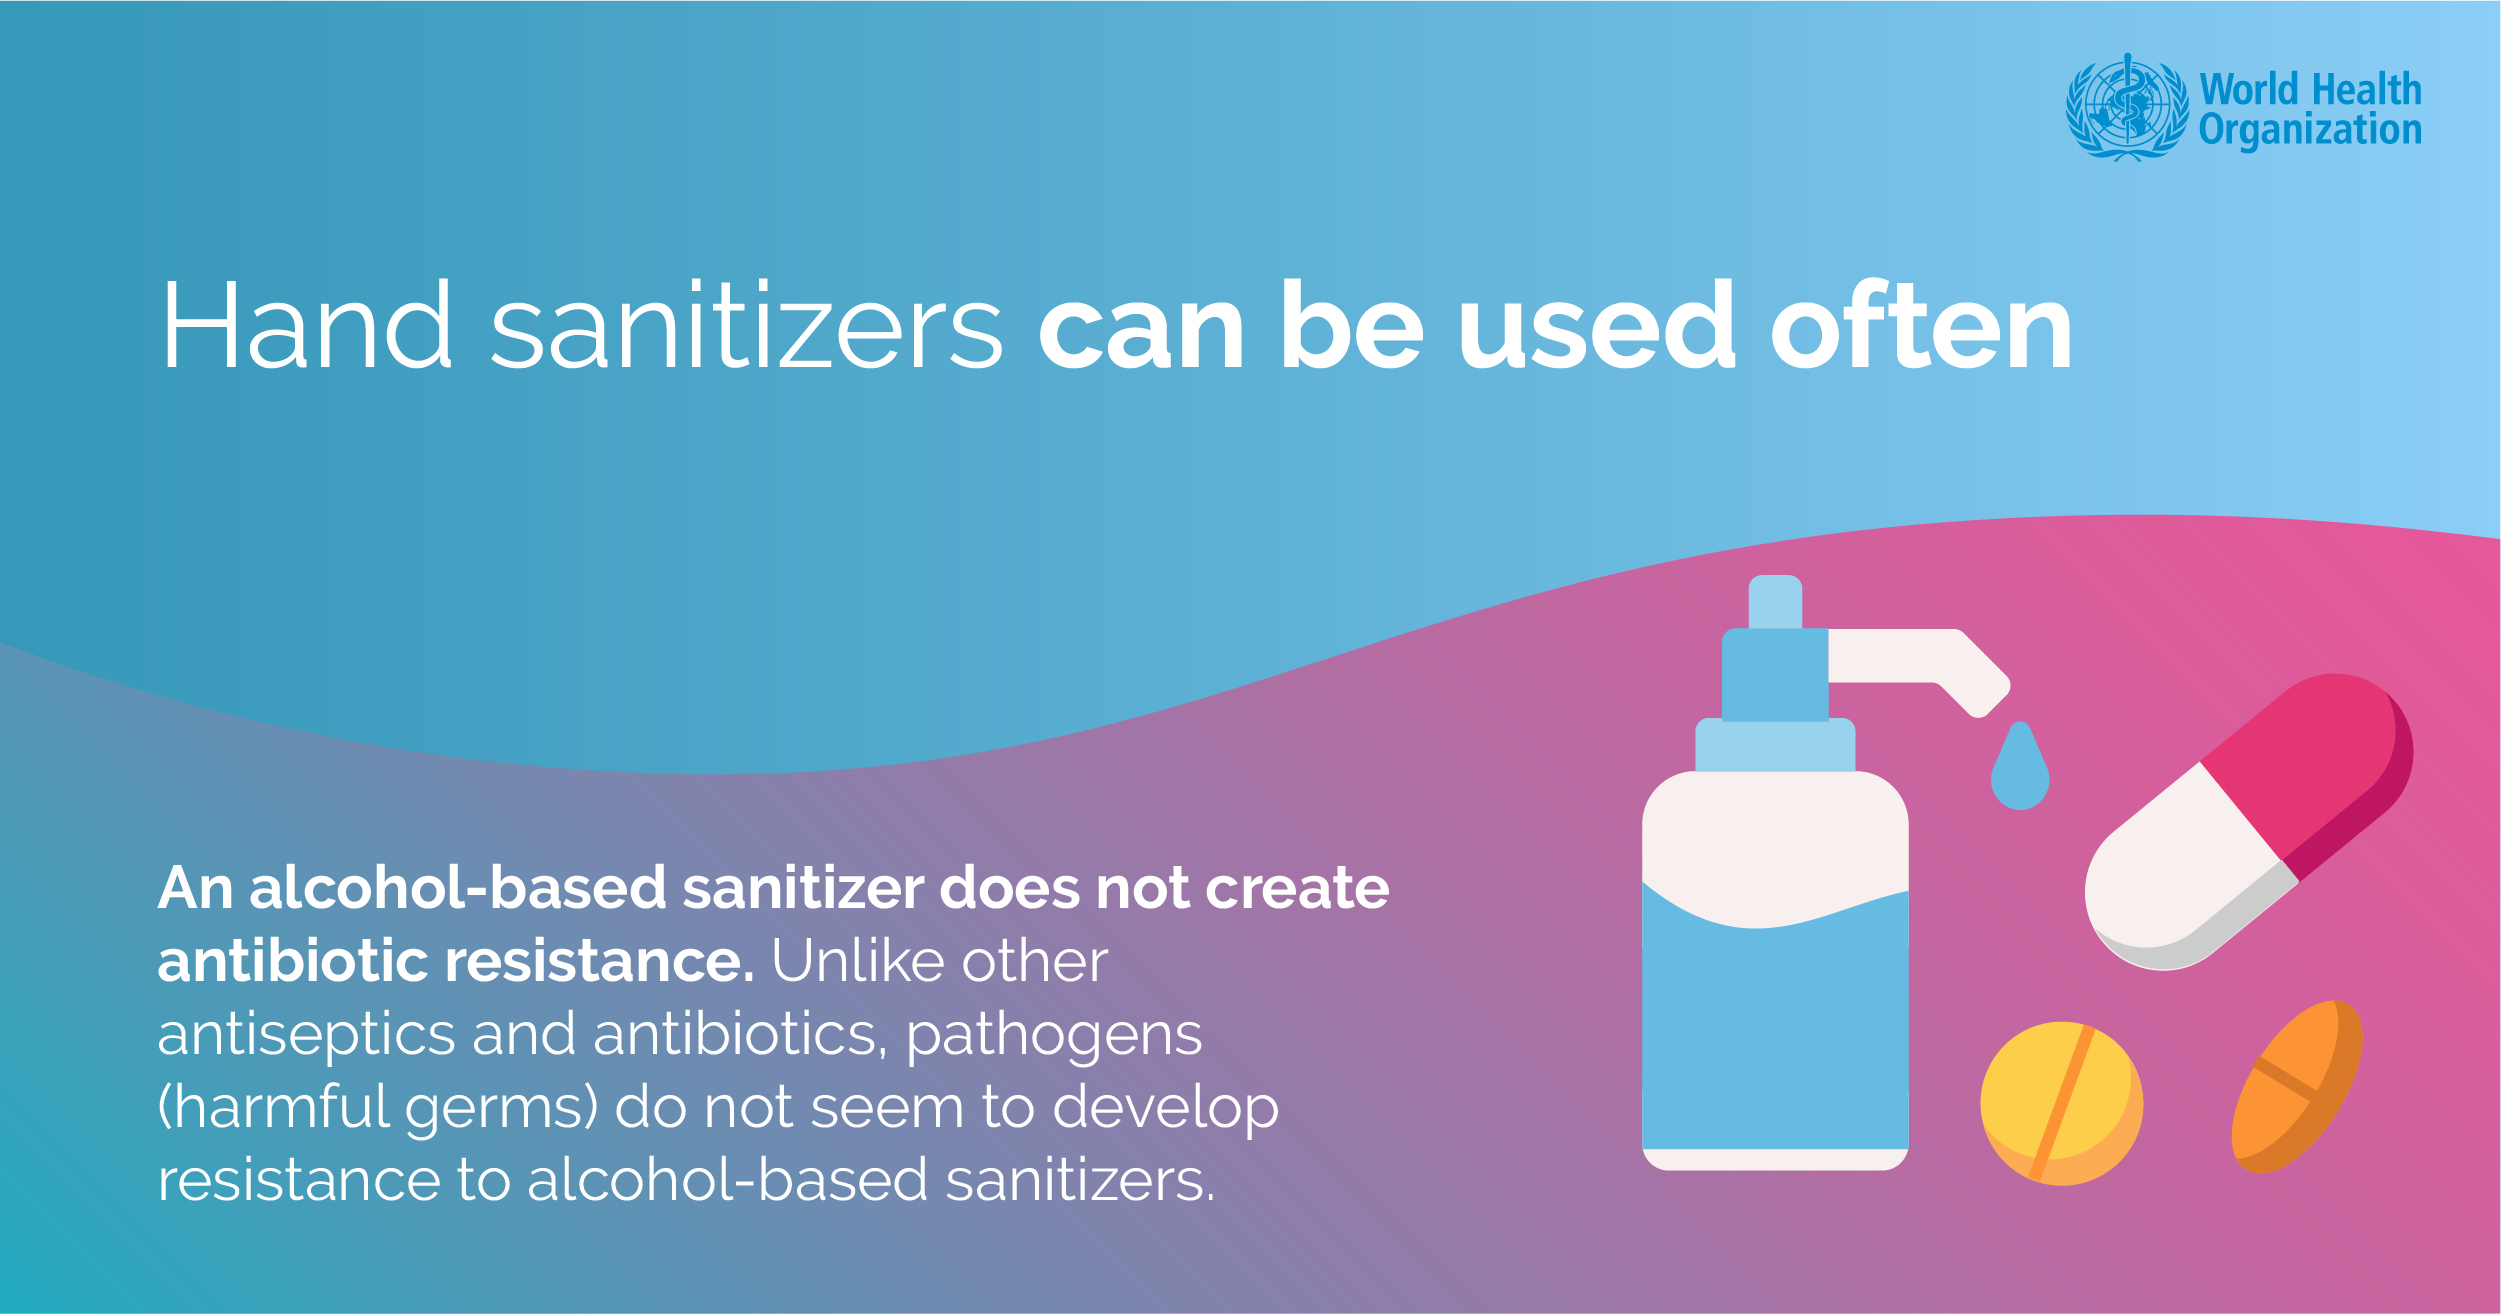 World Health
Organization
Hand sanitizers can be used often
An alcohol-based sanitizer does not create
antibiotic resistance. Unlike other
antiseptics and antibiotics, pathogens
(harmful germs) do not seem to develop
resistance to alcohol-based sanitizers.